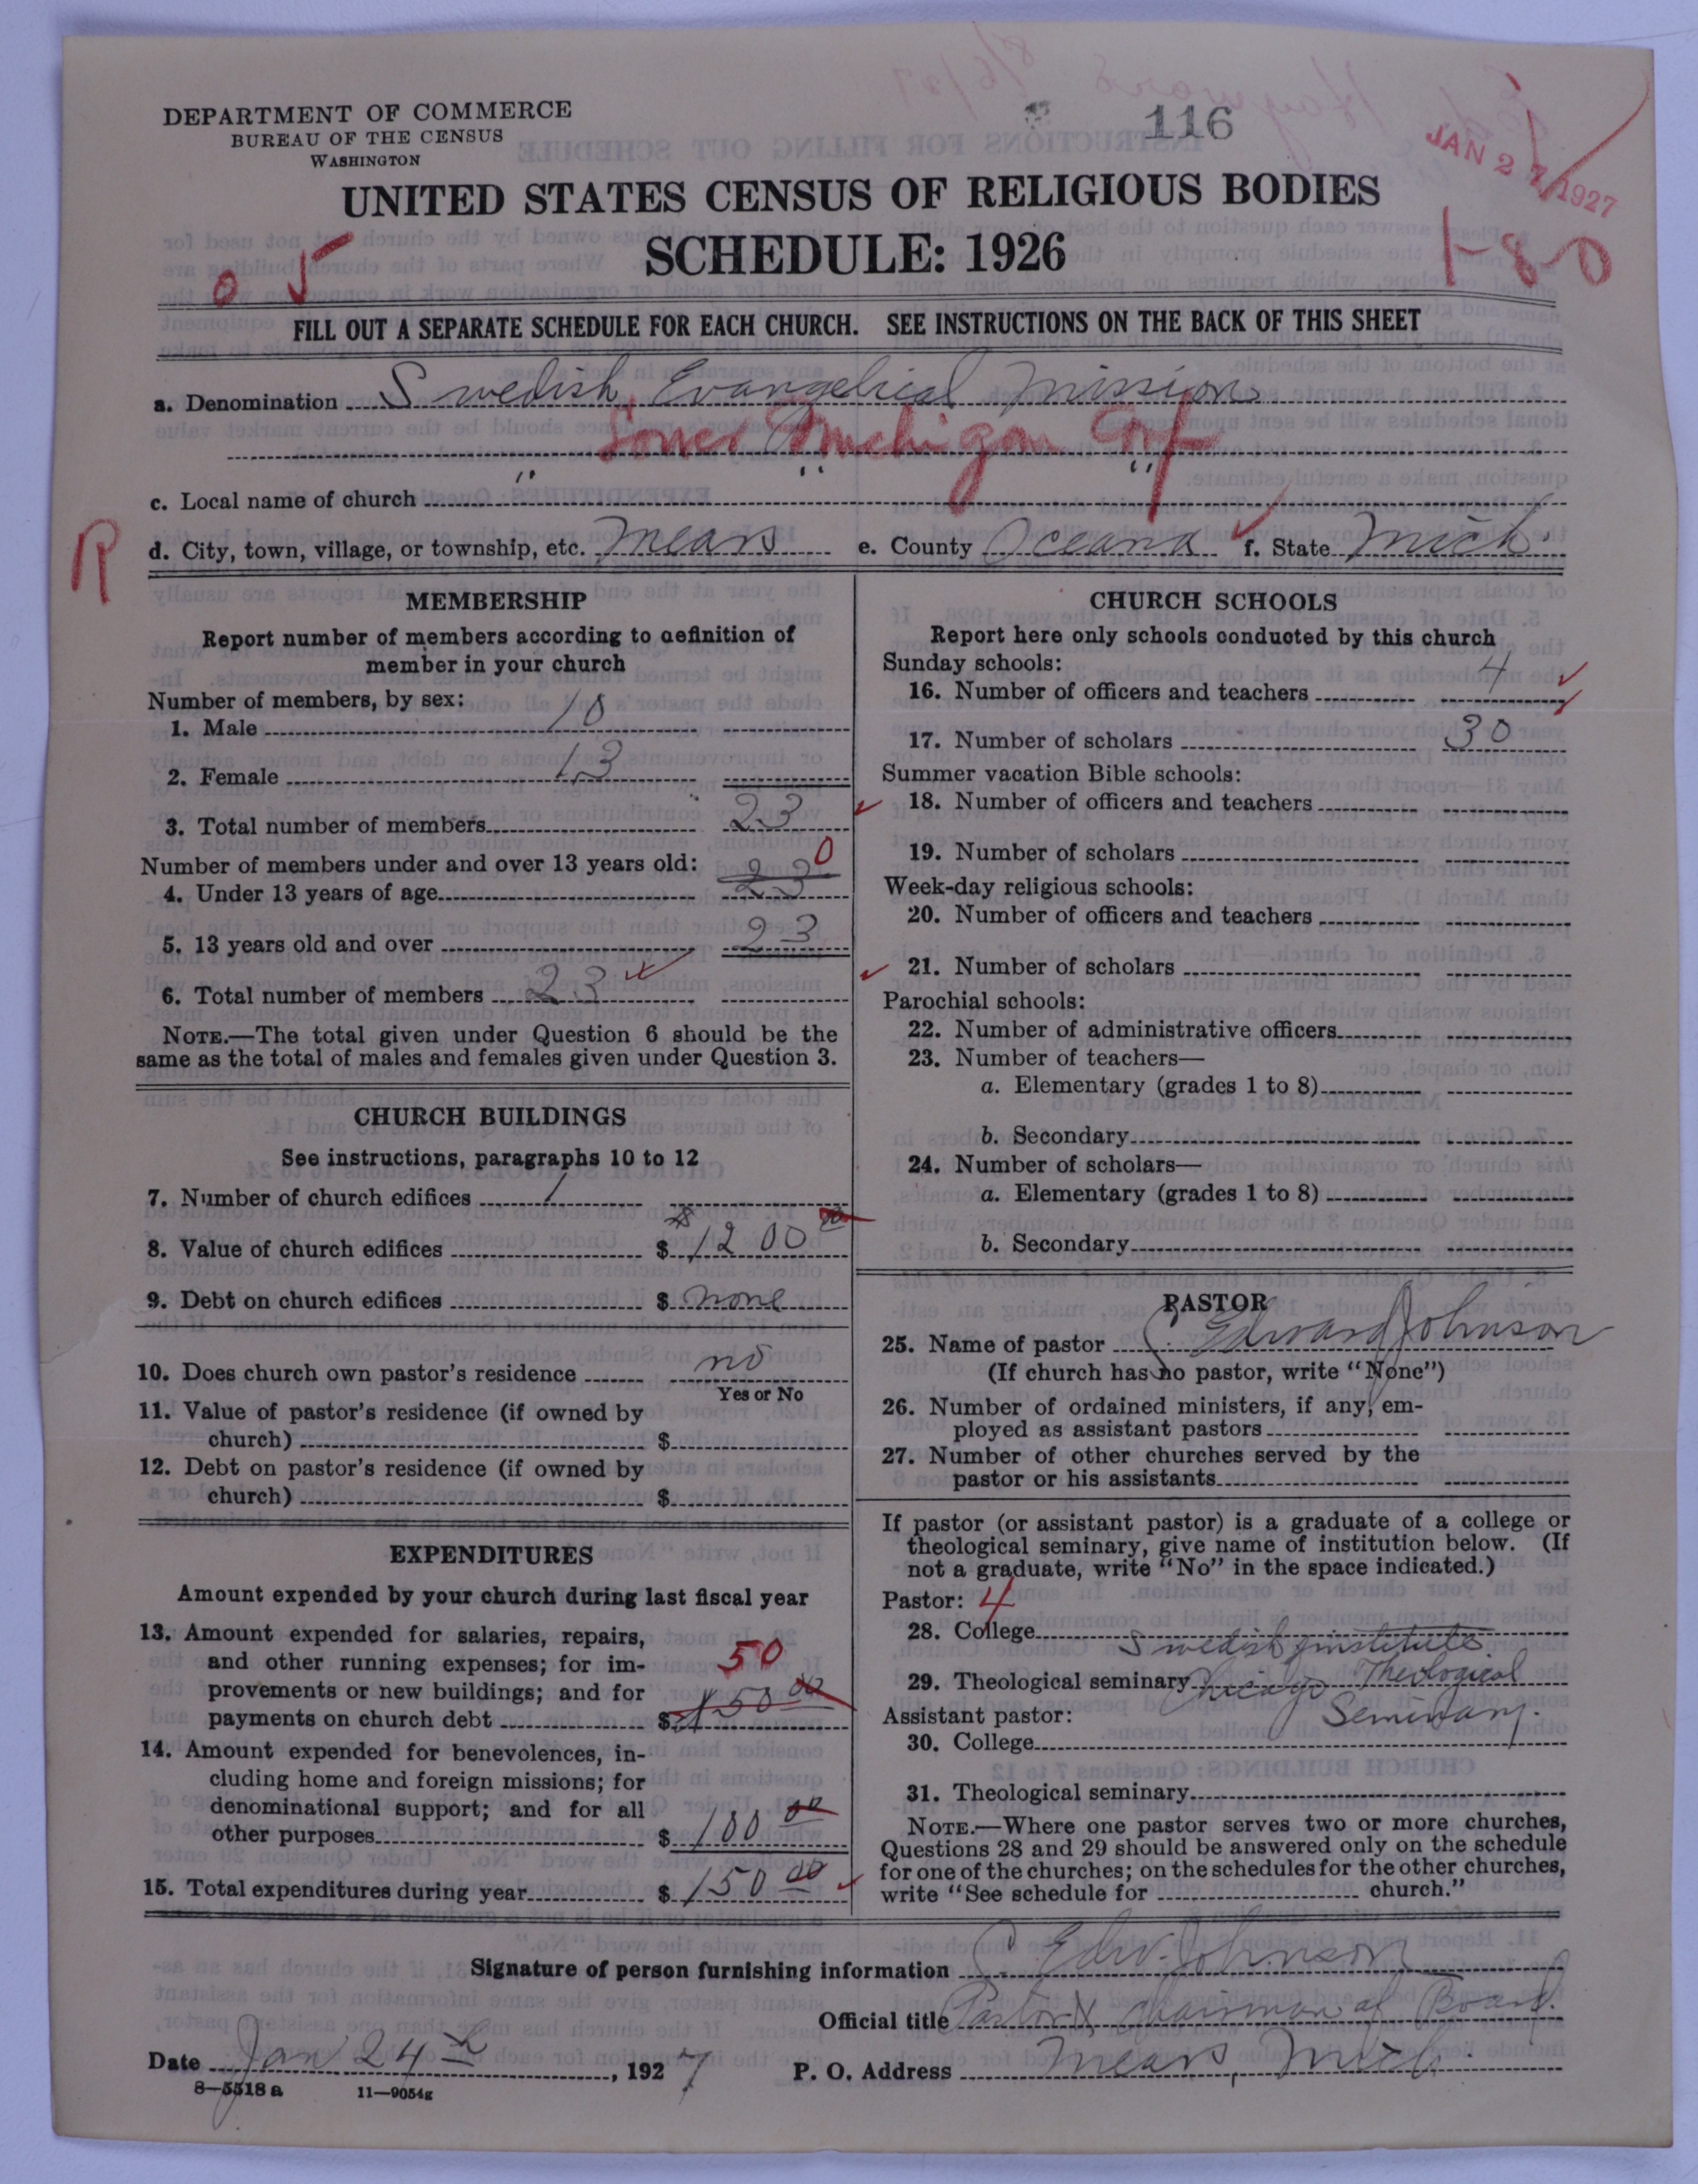 DEPARTMENT OF COMMERCE
BUREAU OF THE CENSUS
WASHINGTON
116
JAN 27 1927
UNITED STATES CENSUS OF RELIGIOUS BODIES
SCHEDULE: 1926
0 5
1-80
FILL OUT A SEPARATE SCHEDULE FOR EACH CHURCH. SEE INSTRUCTIONS ON THE BACK OF THIS SHEET
a. Denomination Swedish Evangelical Mission
Lower Michigan Conf
c. Local name of church " " "
R
d. City, town, village, or township, etc. Mears e. County Oceana f. State Mich.
MEMBERSHIP
Report number of members according to definition of
member in your church
Number of members, by sex:
1. Male 10
2. Female 13
3. Total number of members 23
Number of members under and over 13 years old: 0
4. Under 13 years of age 23
5. 13 years old and over 23
6. Total number of members 23
NOTE.—The total given under Question 6 should be the
same as the total of males and females given under Question 3.
CHURCH BUILDINGS
See instructions, paragraphs 10 to 12
7. Number of church edifices 1
8. Value of church edifices $ $1200 00
9. Debt on church edifices $ none
10. Does church own pastor's residence no
Yes or No
11. Value of pastor's residence (if owned by
church) $
12. Debt on pastor's residence (if owned by
church) $
EXPENDITURES
Amount expended by your church during last fiscal year
13. Amount expended for salaries, repairs,
and other running expenses; for im- 50
provements or new buildings; and for
payments on church debt $ 150 00
14. Amount expended for benevolences, in-
cluding home and foreign missions; for
denominational support; and for all
other purposes $ 100 00
15. Total expenditures during year $ 150 00
CHURCH SCHOOLS
Report here only schools conducted by this church
Sunday schools:
16. Number of officers and teachers 4
17. Number of scholars 30
Summer vacation Bible schools:
18. Number of officers and teachers
19. Number of scholars
Week-day religious schools:
20. Number of officers and teachers
21. Number of scholars
Parochial schools:
22. Number of administrative officers
23. Number of teachers—
a. Elementary (grades 1 to 8)
b. Secondary
24. Number of scholars—
a. Elementary (grades 1 to 8)
b. Secondary
PASTOR
25. Name of pastor C. Edward Johnson
(If church has no pastor, write "None")
26. Number of ordained ministers, if any, em-
ployed as assistant pastors
27. Number of other churches served by the
pastor or his assistants
If pastor (or assistant pastor) is a graduate of a college or
theological seminary, give name of institution below. (If
not a graduate, write "No" in the space indicated.)
Pastor: 4
28. College
Swedish institute
29. Theological seminary Chicago Theological
Assistant pastor: Seminary.
30. College
31. Theological seminary
NOTE.—Where one pastor serves two or more churches,
Questions 28 and 29 should be answered only on the schedule
for one of the churches; on the schedules for the other churches,
write "See schedule for church."
Signature of person furnishing information C. Edw. Johnson
Official title Pastor & chairman of Board.
Date Jan 24 th, 1927 P. O. Address Mears, Mich.
8—5518 a 11—9054g